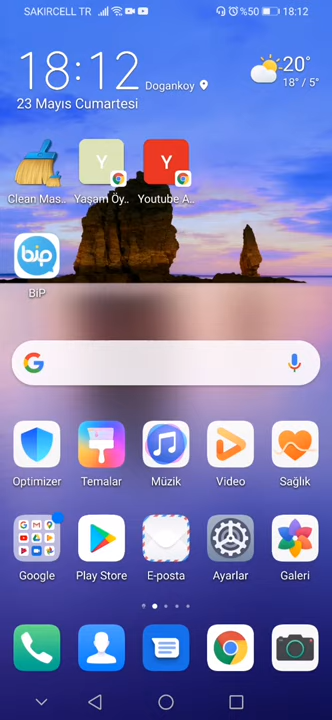 SAKIRCELL TR
%50 18:12
18:12
Dogankoy
20°
18° / 5°
23 Mayıs Cumartesi
Y
Y
Clean Mas..
Yaşam Öy..
Youtube A..
bip
BiP
G
Optimizer
Temalar
Müzik
Video
Sağlık
Google
Play Store
E-posta
Ayarlar
Galeri